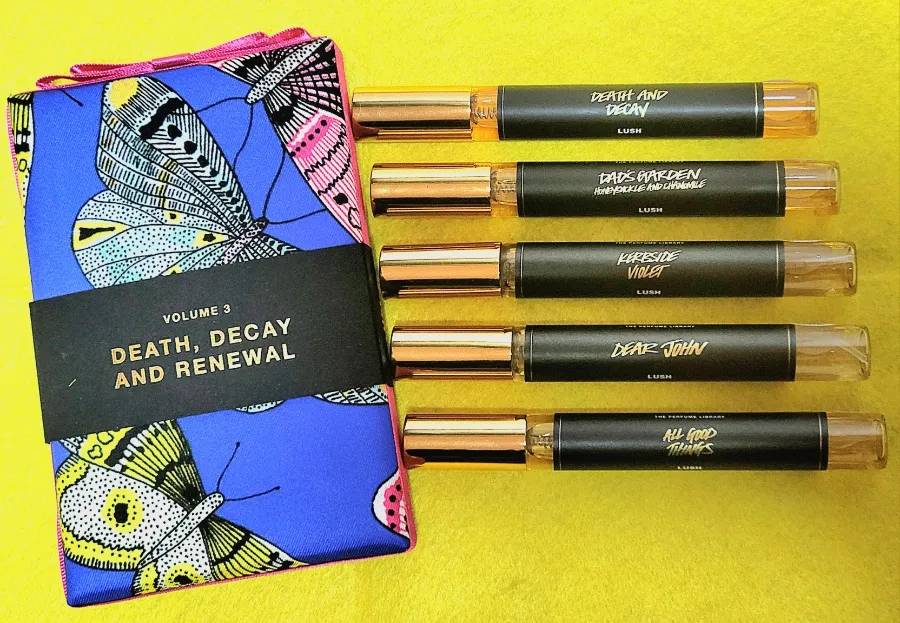 VOLUME 3
DEATH, DECAY
AND RENEWAL
DEATH AND
DECAY
LUSH
DAD'S GARDEN
HONEYSUCKLE AND CHAMOMILE
LUSH
THE PERFUME LIBRARY
KERBSIDE
VIOLET
LUSH
THE PERFUME LIBRARY
DEAR JOHN
LUSH
THE PERFUME LIBRARY
ALL GOOD
THINGS
LUSH